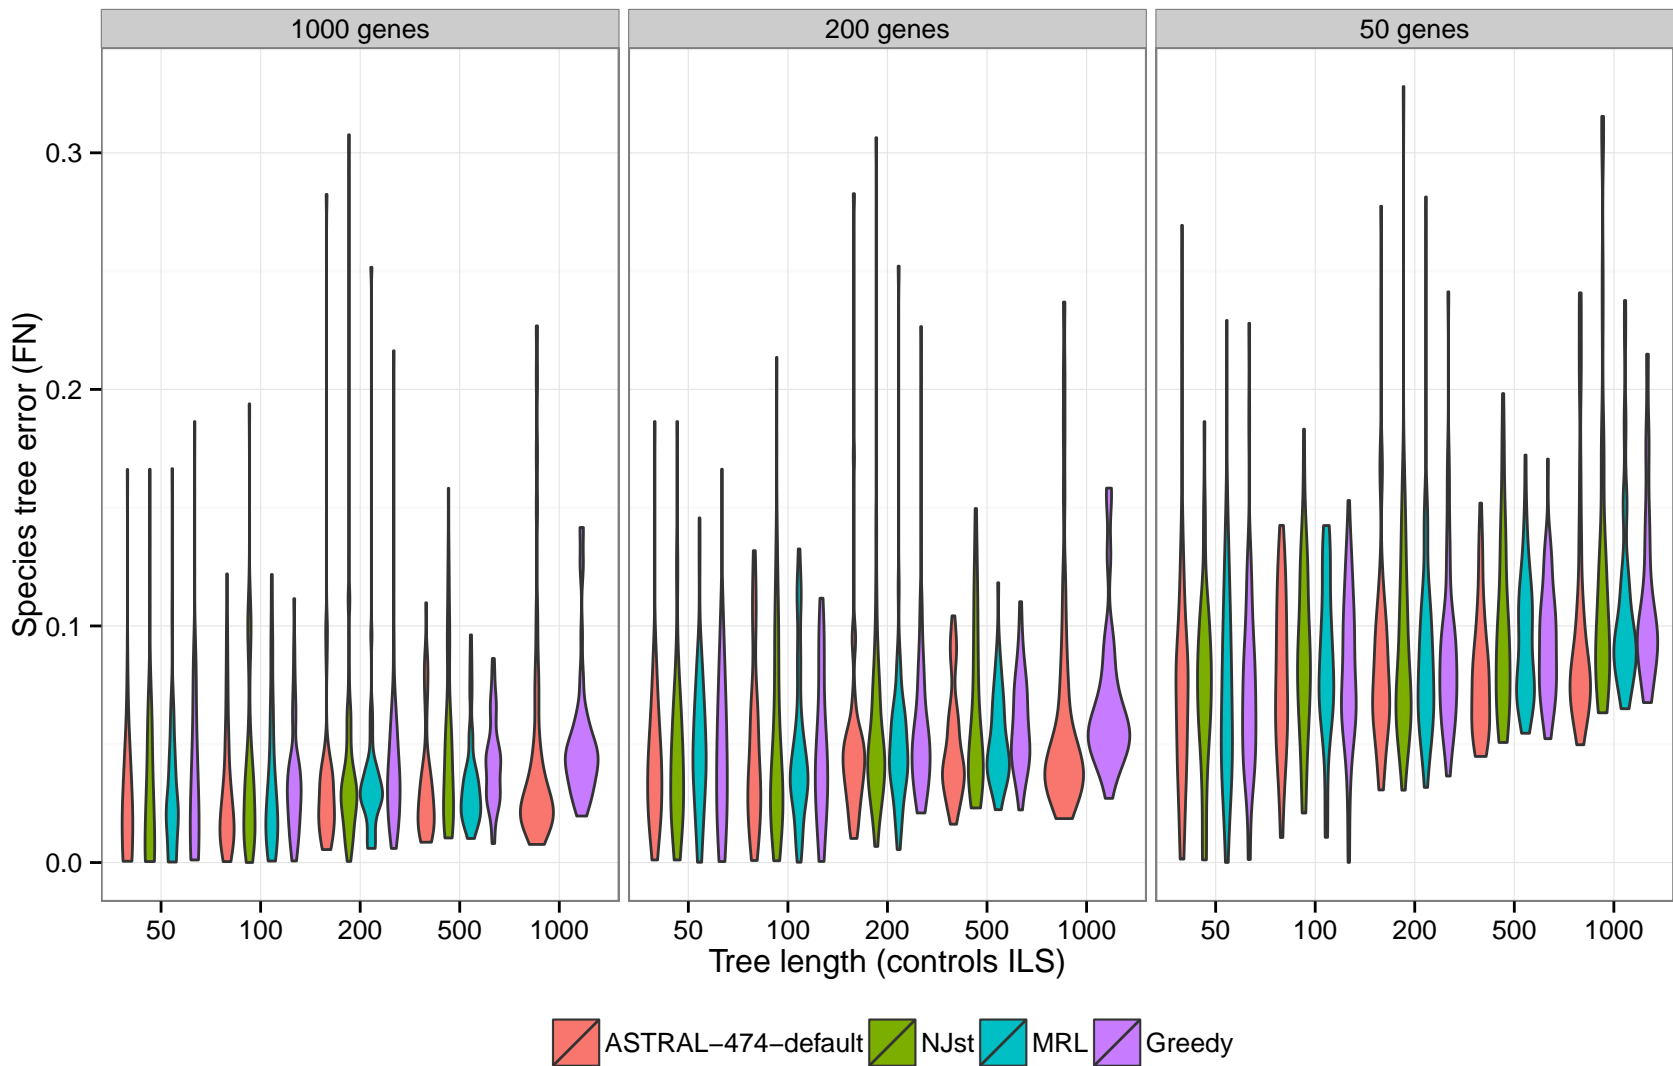 1000 genes
200 genes
50 genes
Species tree error (FN)
0.3
0.2
0.1
0.0
50 100 200 500 1000
50 100 200 500 1000
50 100 200 500 1000
Tree length (controls ILS)
ASTRAL−474−default NJst MRL Greedy